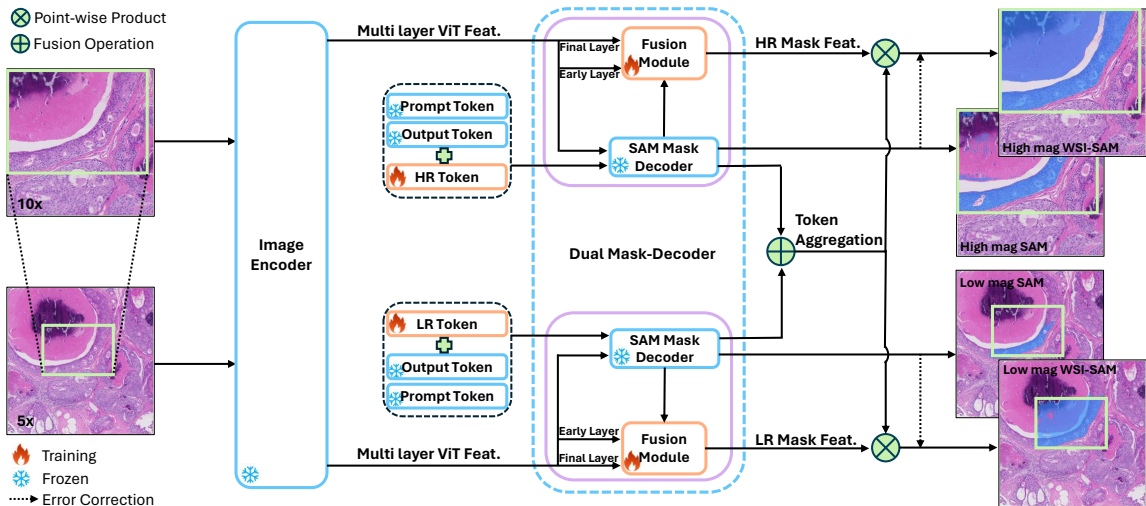 Point-wise Product
Fusion Operation
10x
5x
Training
Frozen
Error Correction
Image
Encoder
Multi layer ViT Feat.
Final Layer
Early Layer
Fusion
Module
HR Mask Feat.
Prompt Token
Output Token
HR Token
SAM Mask
Decoder
Token
Aggregation
Dual Mask-Decoder
LR Token
Output Token
Prompt Token
SAM Mask
Decoder
Early Layer
Final Layer
Fusion
Module
Multi layer ViT Feat.
LR Mask Feat.
High mag WSI-SAM
High mag SAM
Low mag SAM
Low mag WSI-SAM